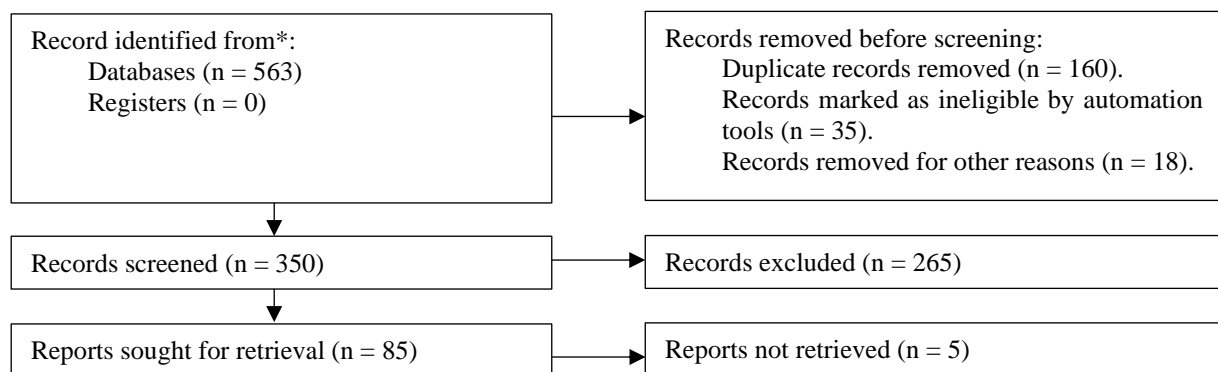 Record identified from*:
Databases (n = 563)
Registers (n = 0)
Records removed before screening:
Duplicate records removed (n = 160).
Records marked as ineligible by automation
tools (n = 35).
Records removed for other reasons (n = 18).
Records screened (n = 350)
Records excluded (n = 265)
Reports sought for retrieval (n = 85)
Reports not retrieved (n = 5)